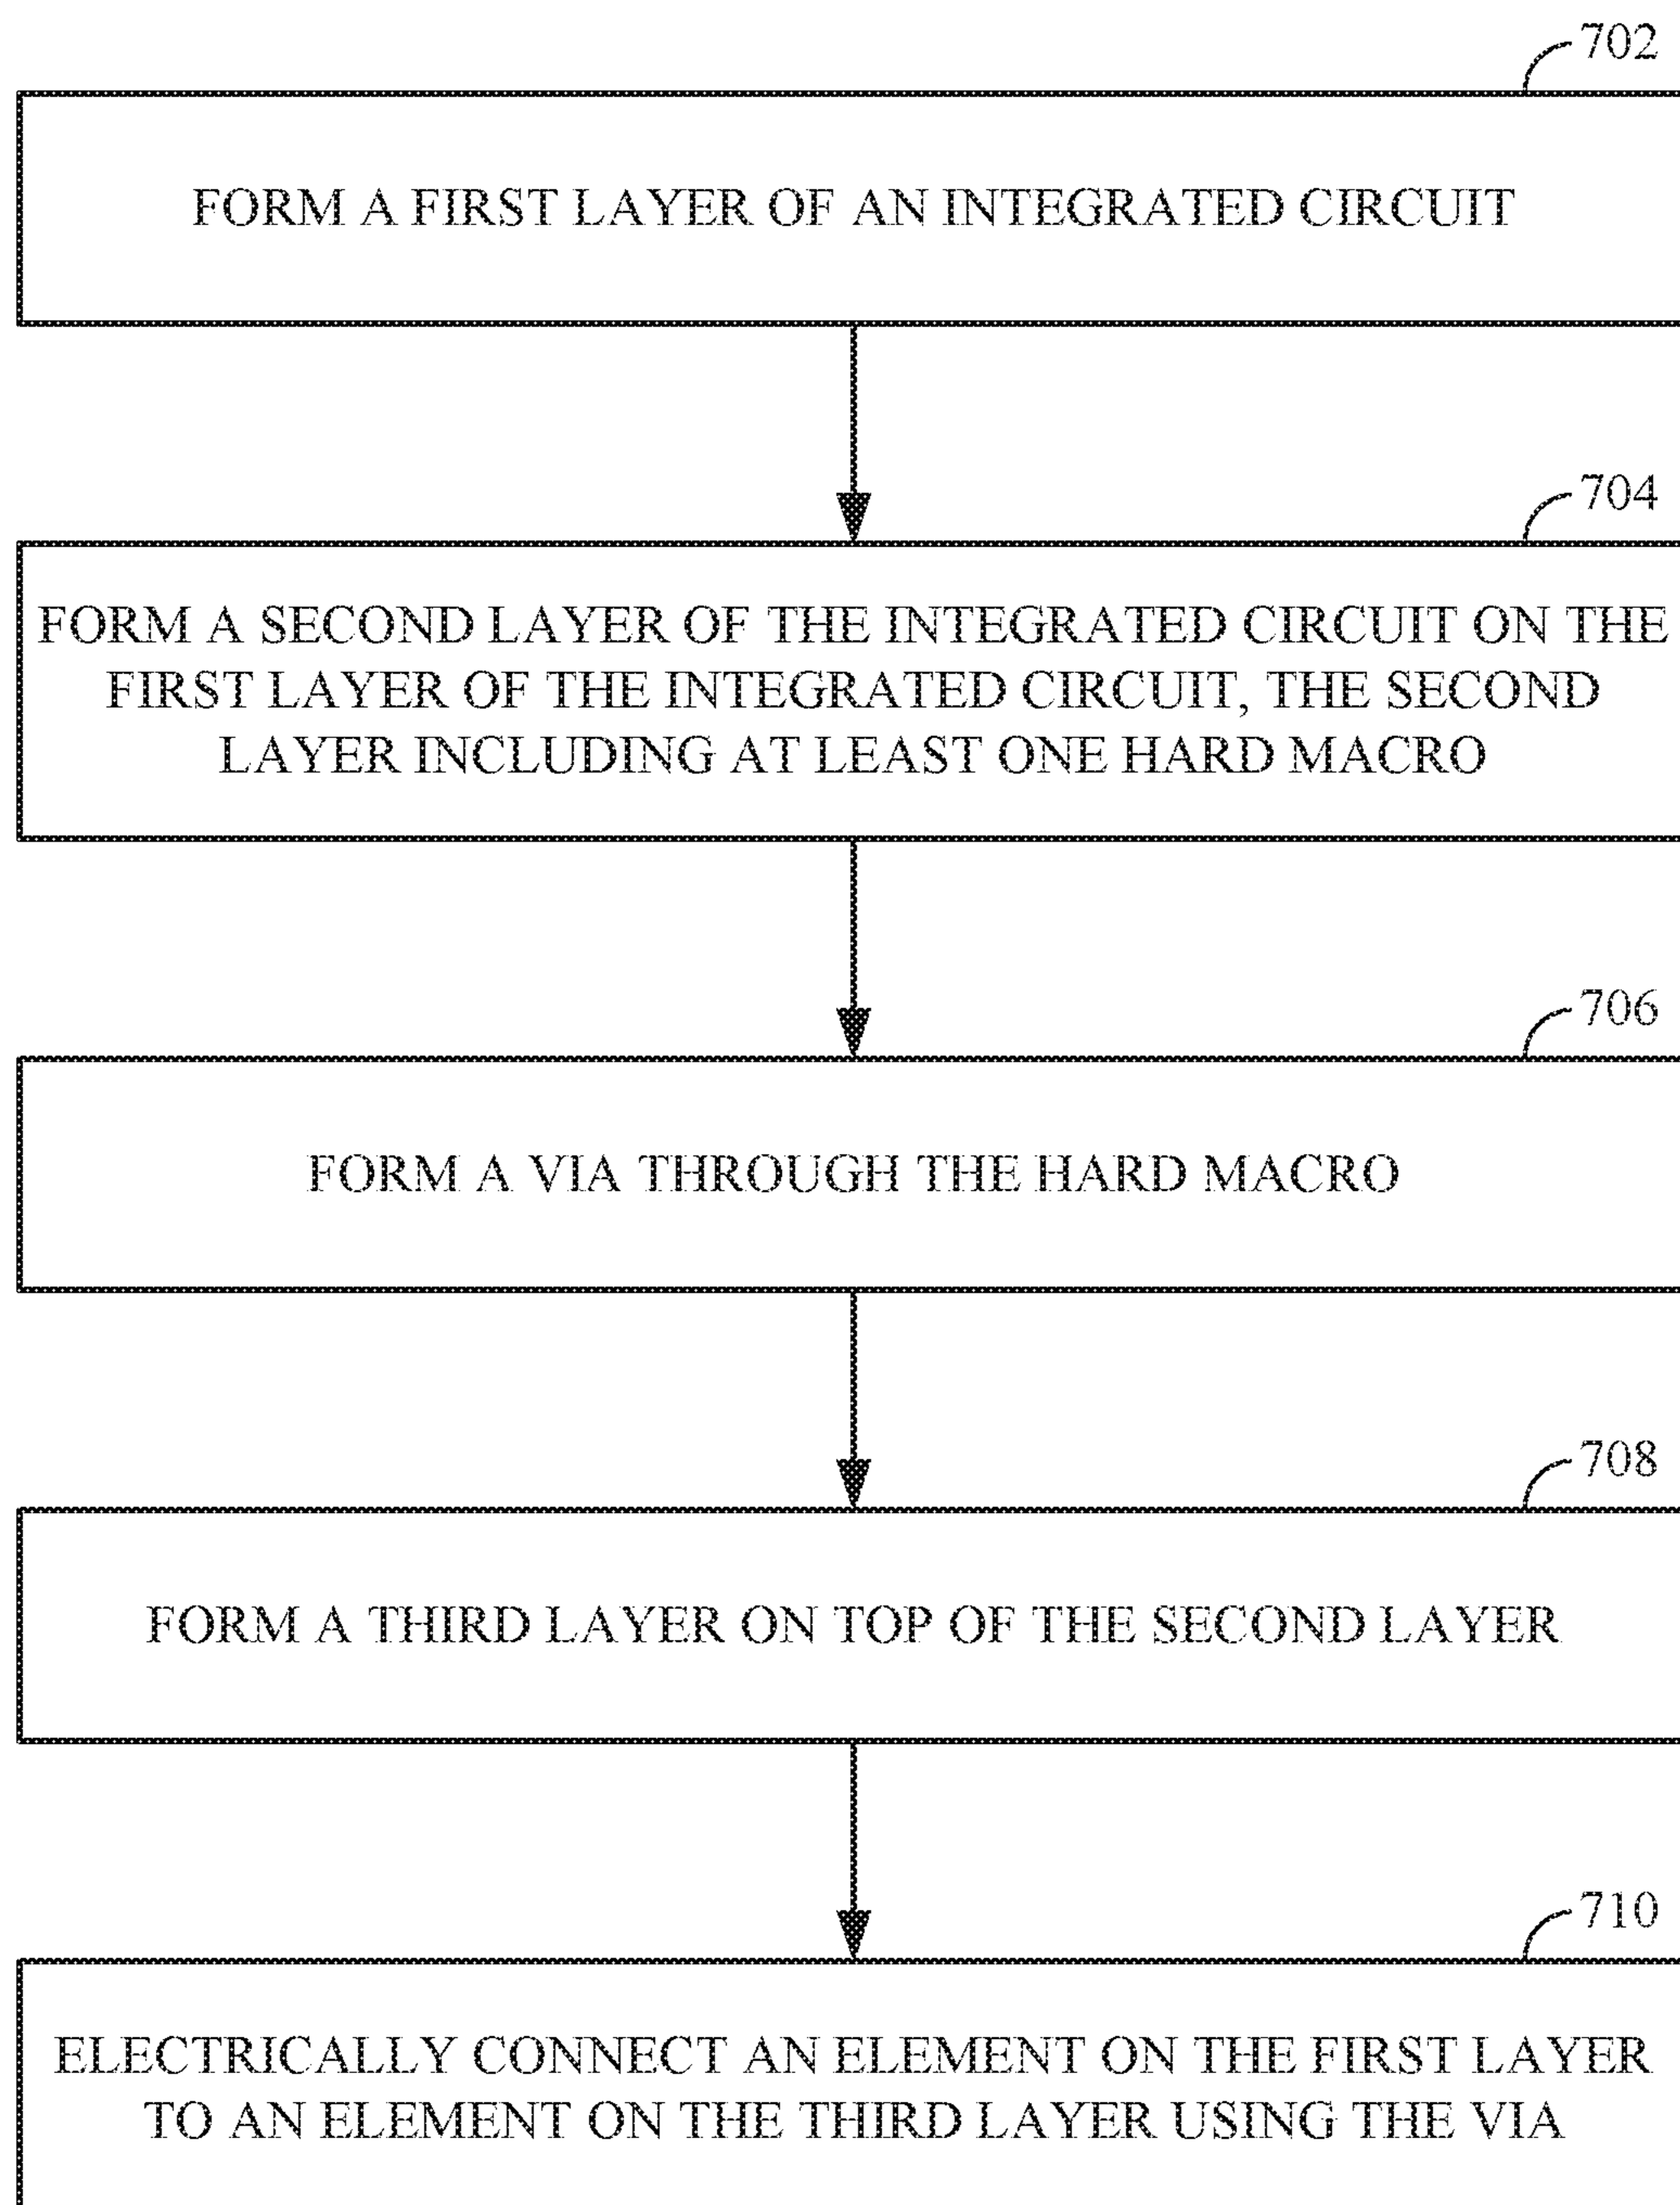 702
FORM A FIRST LAYER OF AN INTEGRATED CIRCUIT
704
FORM A SECOND LAYER OF THE INTEGRATED CIRCUIT ON THE
FIRST LAYER OF THE INTEGRATED CIRCUIT, THE SECOND
LAYER INCLUDING AT LEAST ONE HARD MACRO
706
FORM A VIA THROUGH THE HARD MACRO
708
FORM A THIRD LAYER ON TOP OF THE SECOND LAYER
710
ELECTRICALLY CONNECT AN ELEMENT ON THE FIRST LAYER
TO AN ELEMENT ON THE THIRD LAYER USING THE VIA